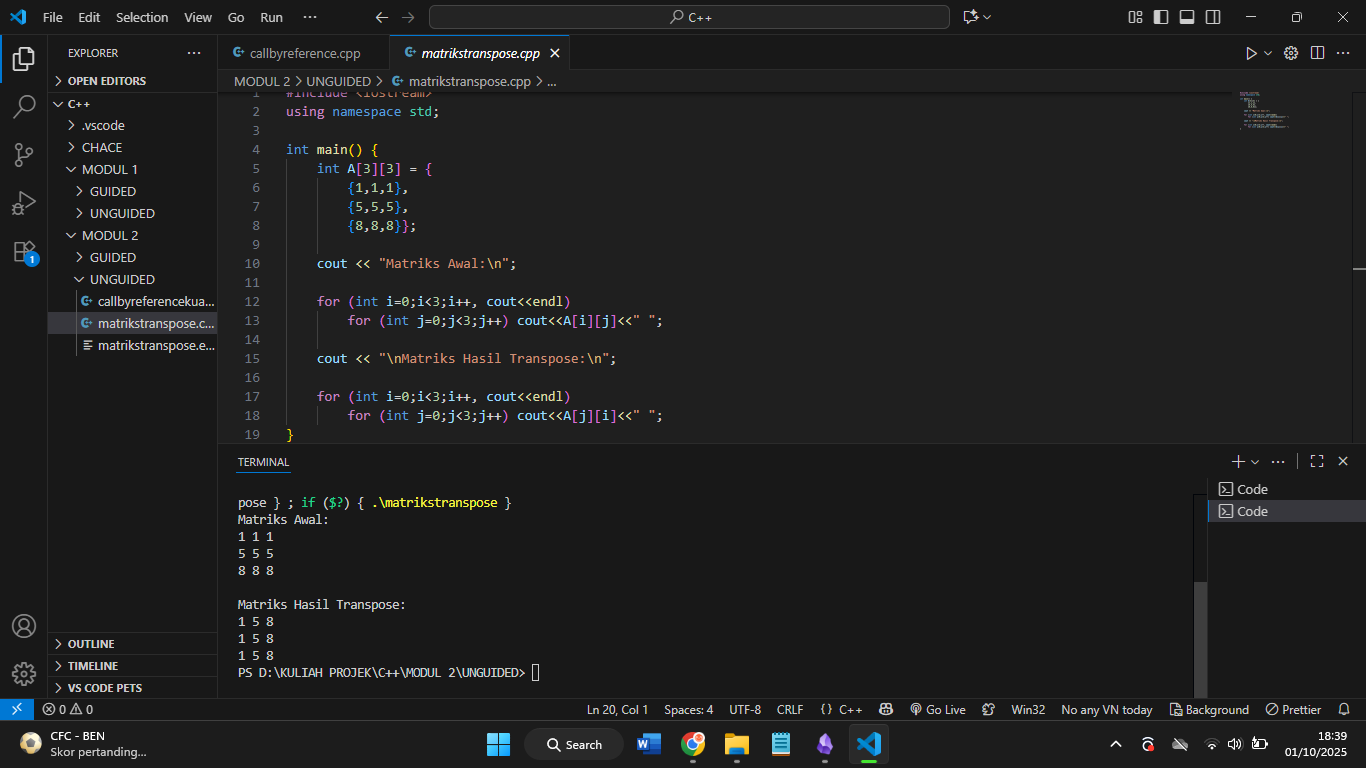 File Edit Selection View Go Run ··· C++
EXPLORER ···
OPEN EDITORS
C++
.vscode
CHACE
MODUL 1
GUIDED
UNGUIDED
MODUL 2
GUIDED
UNGUIDED
callbyreferencekua...
matrikstranspose.c...
matrikstranspose.e...
OUTLINE
TIMELINE
VS CODE PETS
1
callbyreference.cpp matrikstranspose.cpp
MODUL 2 > UNGUIDED > matrikstranspose.cpp > ...
1 #include <iostream>
2 using namespace std;
3
4 int main() {
5 int A[3][3] = {
6 {1,1,1},
7 {5,5,5},
8 {8,8,8}};
9
10 cout << "Matriks Awal:\n";
11
12 for (int i=0;i<3;i++, cout<<endl)
13 for (int j=0;j<3;j++) cout<<A[i][j]<<" ";
14
15 cout << "\nMatriks Hasil Transpose:\n";
16
17 for (int i=0;i<3;i++, cout<<endl)
18 for (int j=0;j<3;j++) cout<<A[j][i]<<" ";
19 }
TERMINAL
pose } ; if ($?) { .\matrikstranspose }
Matriks Awal:
1 1 1
5 5 5
8 8 8
Matriks Hasil Transpose:
1 5 8
1 5 8
1 5 8
PS D:\KULIAH PROJEK\C++\MODUL 2\UNGUIDED>
Code
Code
0 0 Ln 20, Col 1 Spaces: 4 UTF-8 CRLF {} C++ Go Live Win32 No any VN today Background Prettier
CFC - BEN
Skor pertanding...
Search
18:39
01/10/2025